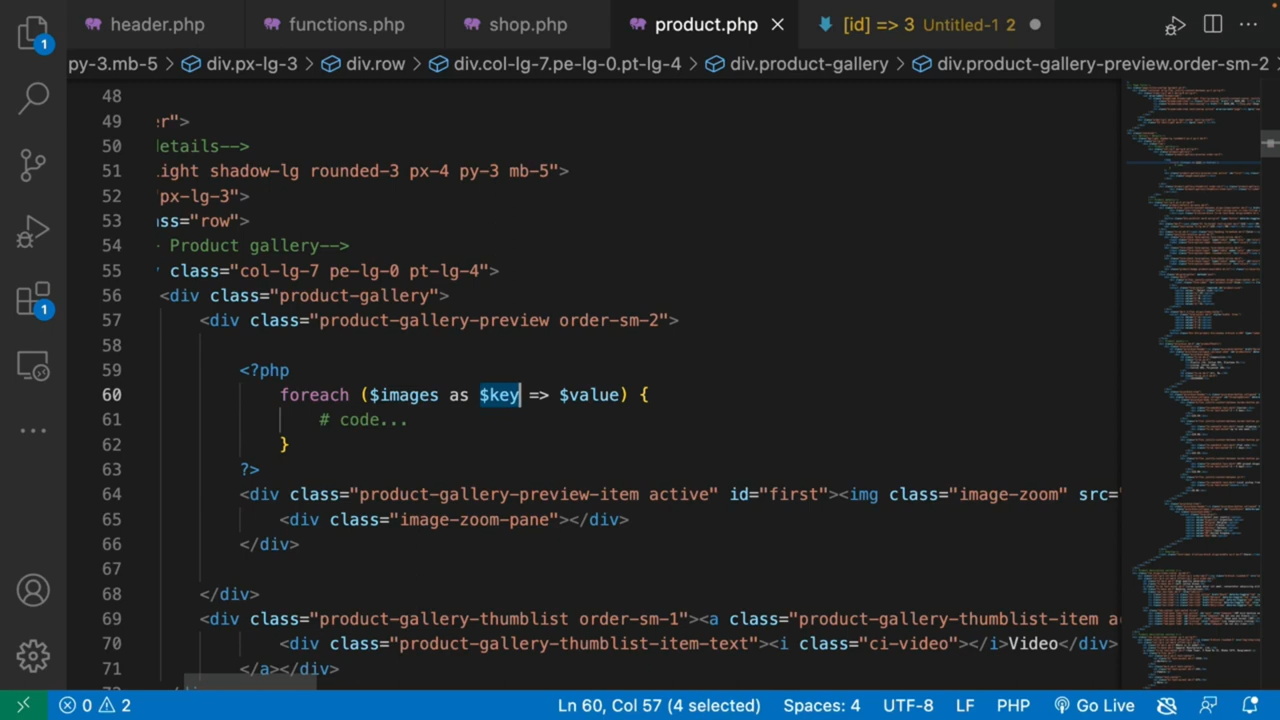 header.php functions.php shop.php product.php [id] => 3 Untitled-1 2
py-3.mb-5 > div.px-lg-3 > div.row > div.col-lg-7.pe-lg-0.pt-lg-4 > div.product-gallery > div.product-gallery-preview.order-sm-2 >
48
49 er">
50 details-->
51 light shadow-lg rounded-3 px-4 py-3 mb-5">
52 px-lg-3">
53 ass="row">
54 - Product gallery-->
55 class="col-lg-7 pe-lg-0 pt-lg-4">
56 <div class="product-gallery">
57 <div class="product-gallery-preview order-sm-2">
58
59 <?php
60 foreach ($images as $key => $value) {
61 # code...
62 }
63 ?>
64 <div class="product-gallery-preview-item active" id="first"><img class="image-zoom" src="
65 <div class="image-zoom-pane"></div>
66 </div>
67
68 </div>
69 <div class="product-gallery-thumblist order-sm-1"><a class="product-gallery-thumblist-item a
70 <div class="product-gallery-thumblist-item-text"><i class="ci-video"></i>Video</div>
71 </a></div>
1
1
0 2 Ln 60, Col 57 (4 selected) Spaces: 4 UTF-8 LF PHP Go Live